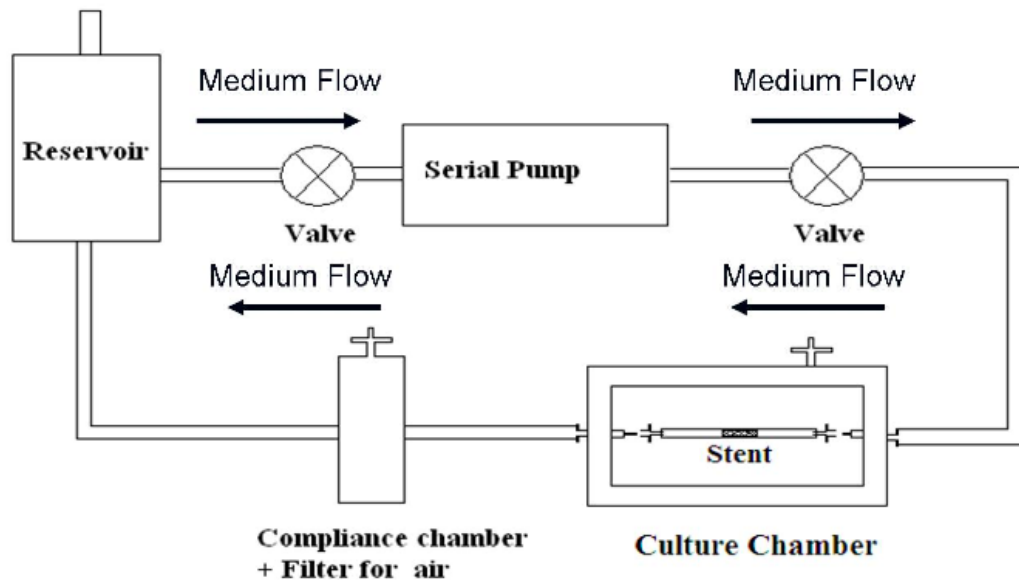 Medium Flow
Medium Flow
Reservoir
Serial Pump
Valve
Valve
Medium Flow
Medium Flow
Stent
Compliance chamber
+ Filter for air
Culture Chamber